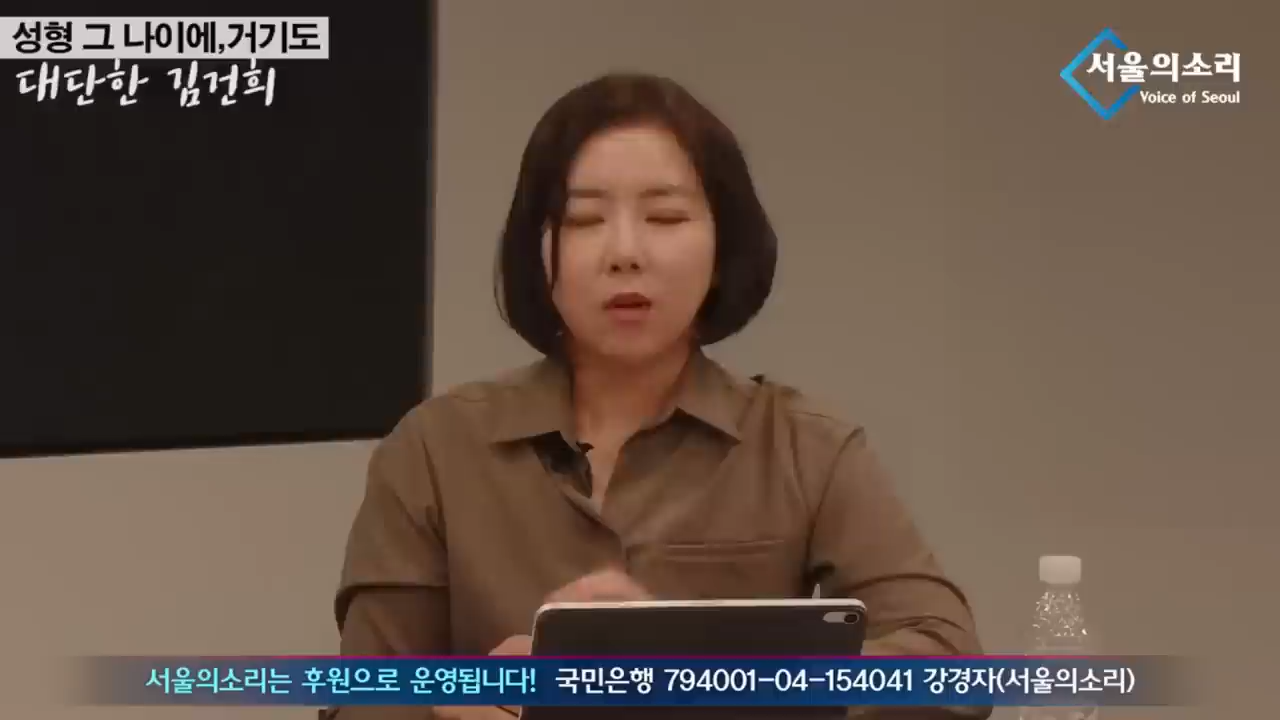 성형 그 나이에,거기도
대단한 김건희
서울의소리
Voice of Seoul
서울의소리는 후원으로 운영됩니다! 국민은행 794001-04-154041 강경자(서울의소리)